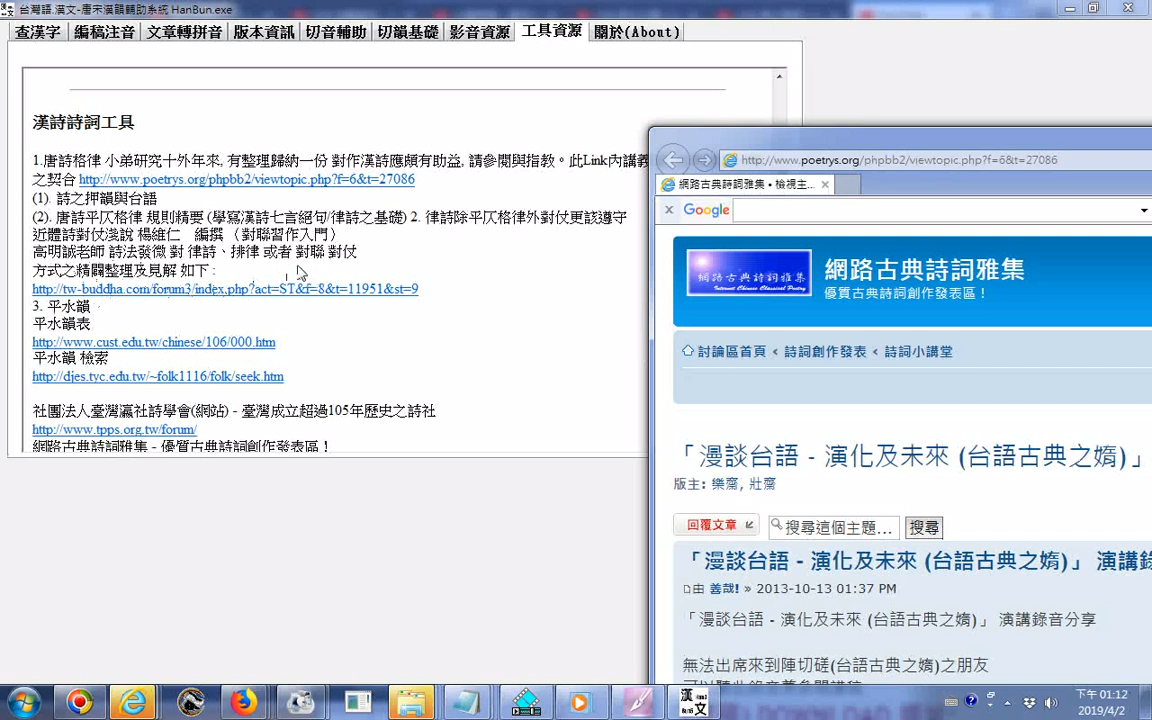 台灣語.漢文-唐宋漢韻輔助系統 HanBun.exe
查漢字 編稿注音 文章轉拼音 版本資訊 切音輔助 切韻基礎 影音資源 工具資源 關於(About)
漢詩詩詞工具
1.唐詩格律 小弟研究十外年來, 有整理歸納一份 對作漢詩應頗有助益, 請參閱與指教。此Link內講義
之契合 http://www.poetrys.org/phpbb2/viewtopic.php?f=6&t=27086
(1). 詩之押韻與台語
(2). 唐詩平仄格律 規則精要 (學寫漢詩七言絕句/律詩之基礎) 2. 律詩除平仄格律外對仗更該遵守
近體詩對仗淺說 楊維仁 編撰 〈對聯習作入門〉
高明誠老師 詩法發微 對 律詩、排律 或者 對聯 對仗
方式之精闢整理及見解 如下 :
http://tw-buddha.com/forum3/index.php?act=ST&f=8&t=11951&st=9
3. 平水韻
平水韻表
http://www.cust.edu.tw/chinese/106/000.htm
平水韻 檢索
http://djes.tyc.edu.tw/~folk1116/folk/seek.htm
社團法人臺灣瀛社詩學會(網站) - 臺灣成立超過105年歷史之詩社
http://www.tpps.org.tw/forum/
網路古典詩詞雅集 - 優質古典詩詞創作發表區！
http://www.poetrys.org/phpbb2/viewtopic.php?f=6&t=27086
網路古典詩詞雅集 • 檢視主... x
x Google
網路古典詩詞雅集
網路古典詩詞雅集
Internet Chinese Classical Poetry
優質古典詩詞創作發表區！
討論區首頁 ‹ 詩詞創作發表 ‹ 詩詞小講堂
「漫談台語 - 演化及未來 (台語古典之媠)」
版主: 樂齋, 壯齋
回覆文章 搜尋這個主題… 搜尋
「漫談台語 - 演化及未來 (台語古典之媠)」 演講錄
由 善哉! » 2013-10-13 01:37 PM
「漫談台語 - 演化及未來 (台語古典之媠)」 演講錄音分享
無法出席來到陣切磋(台語古典之媠)之朋友
漢文
下午 01:12
2019/4/2